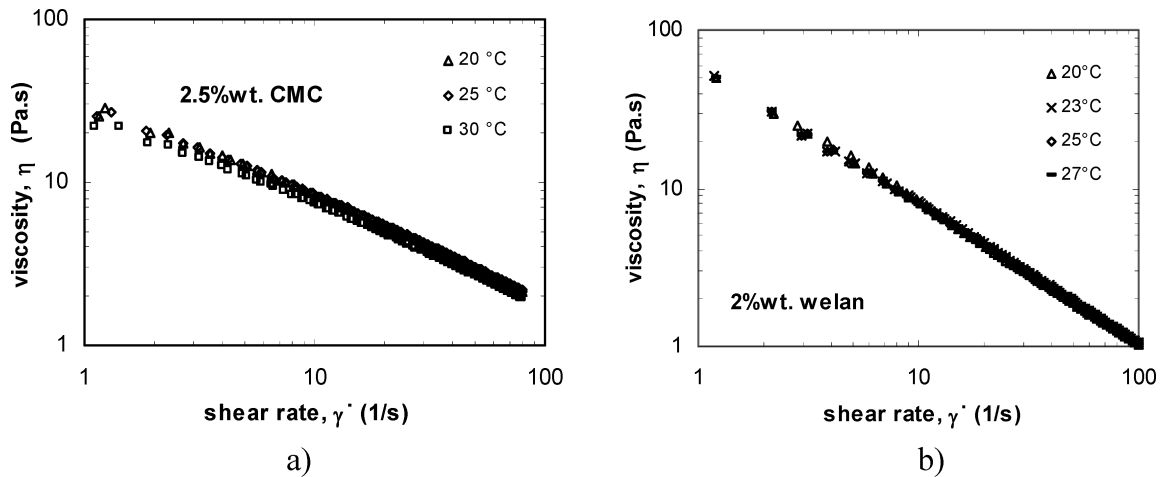 100
10
1
1 10 100
viscosity, η (Pa.s)
shear rate, γ˙ (1/s)
2.5%wt. CMC
20 °C
25 °C
30 °C
a)
100
10
1
1 10 100
viscosity, η (Pa.s)
shear rate, γ˙ (1/s)
2%wt. welan
20°C
23°C
25°C
27°C
b)